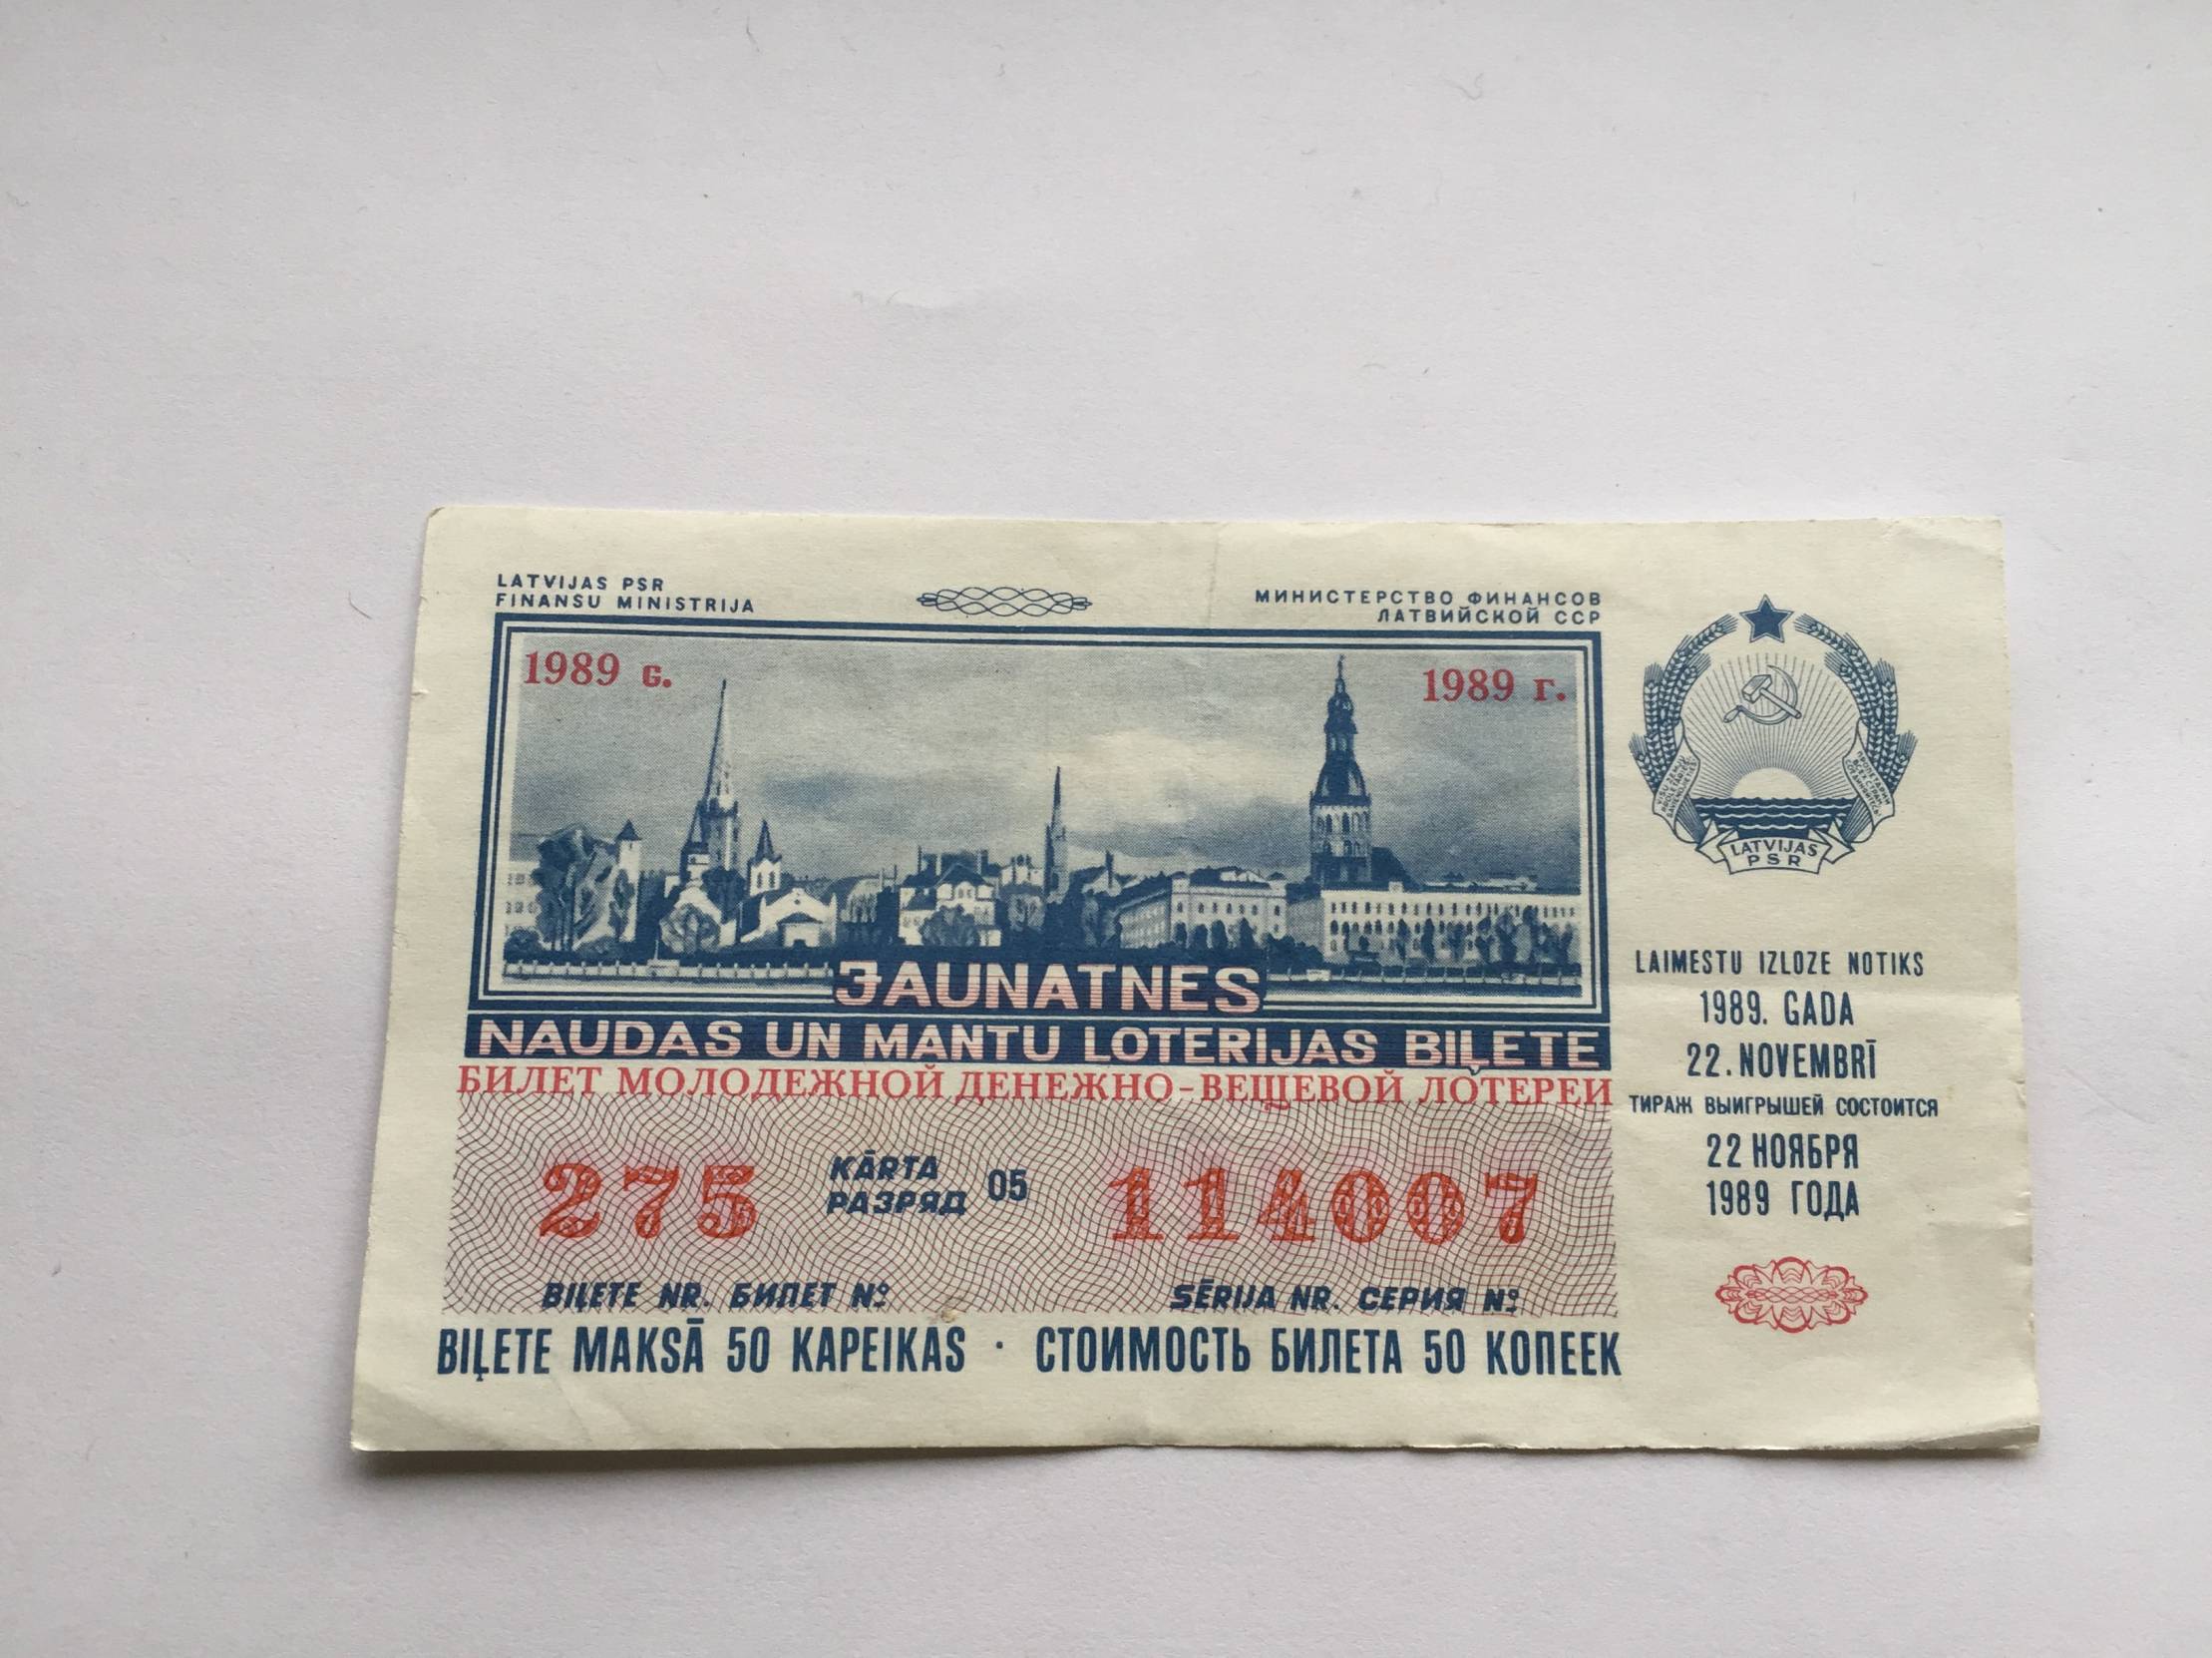 LATVIJAS PSR
FINANSU MINISTRIJA
МИНИСТЕРСТВО ФИНАНСОВ
ЛАТВИЙСКОЙ ССР
1989 G.
1989 г.
JAUNATNES
NAUDAS UN MANTU LOTERIJAS BIĻETE
БИЛЕТ МОЛОДЕЖНОЙ ДЕНЕЖНО-ВЕЩЕВОЙ ЛОТЕРЕИ
275
KĀRTA
РАЗРЯД
05
114007
BIĻETE NR. БИЛЕТ №
SĒRIJA NR. СЕРИЯ №
BIĻETE MAKSĀ 50 KAPEIKAS · СТОИМОСТЬ БИЛЕТА 50 КОПЕЕК
LATVIJAS
PSR
LAIMESTU IZLOZE NOTIKS
1989. GADA
22. NOVEMBRĪ
ТИРАЖ ВЫИГРЫШЕЙ СОСТОИТСЯ
22 НОЯБРЯ
1989 ГОДА